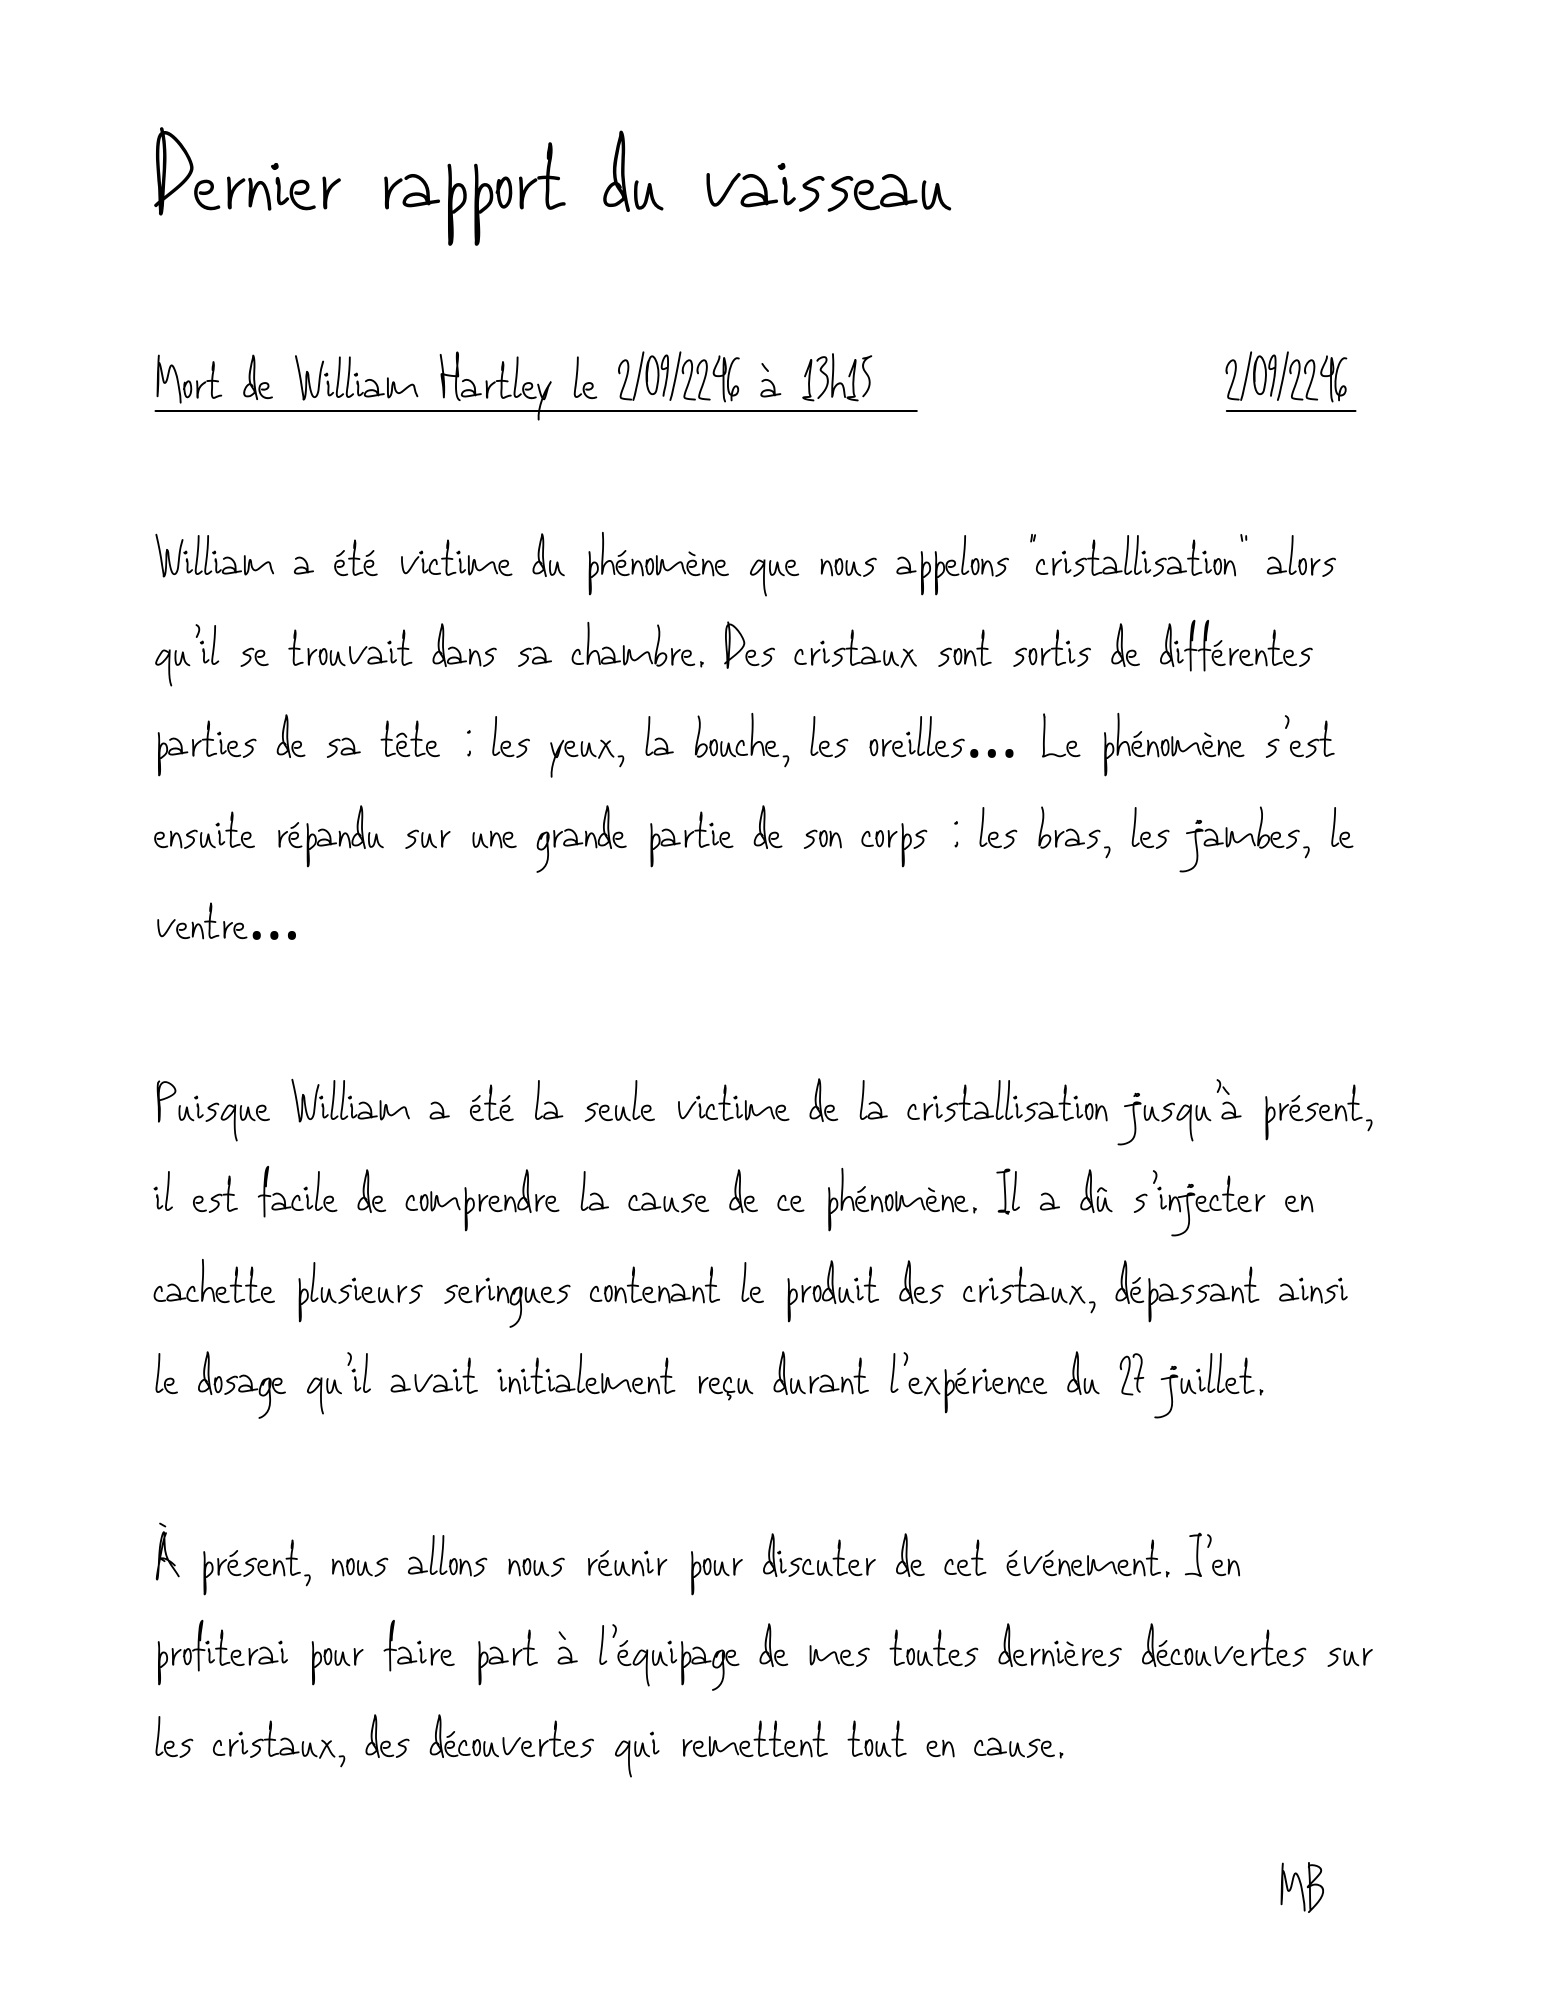 Dernier rapport du vaisseau
Mort de William Hartley le 2/09/2246 à 13h15 2/09/2246
William a été victime du phénomène que nous appelons "cristallisation" alors
qu'il se trouvait dans sa chambre. Des cristaux sont sortis de différentes
parties de sa tête : les yeux, la bouche, les oreilles... Le phénomène s'est
ensuite répandu sur une grande partie de son corps : les bras, les jambes, le
ventre...
Puisque William a été la seule victime de la cristallisation jusqu'à présent,
il est facile de comprendre la cause de ce phénomène. Il a dû s'injecter en
cachette plusieurs seringues contenant le produit des cristaux, dépassant ainsi
le dosage qu'il avait initialement reçu durant l'expérience du 27 juillet.
À présent, nous allons nous réunir pour discuter de cet événement. J'en
profiterai pour faire part à l'équipage de mes toutes dernières découvertes sur
les cristaux, des découvertes qui remettent tout en cause.
MB